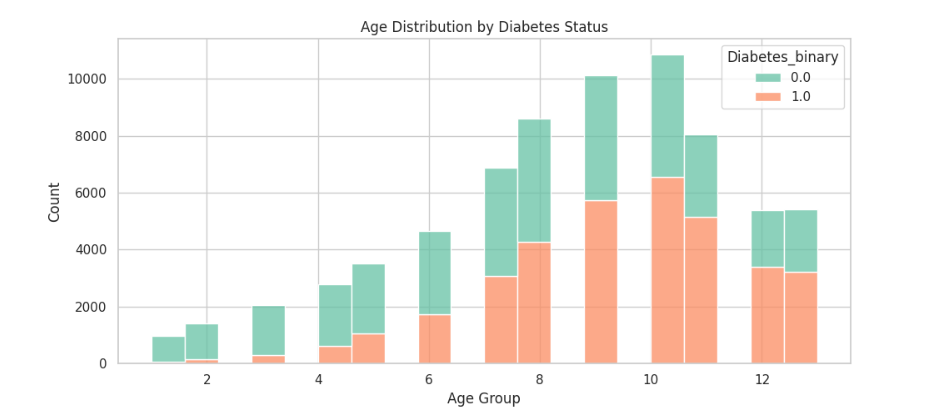 Age Distribution by Diabetes Status
Diabetes_binary
0.0
1.0
10000
8000
6000
4000
2000
0
Count
2 4 6 8 10 12
Age Group